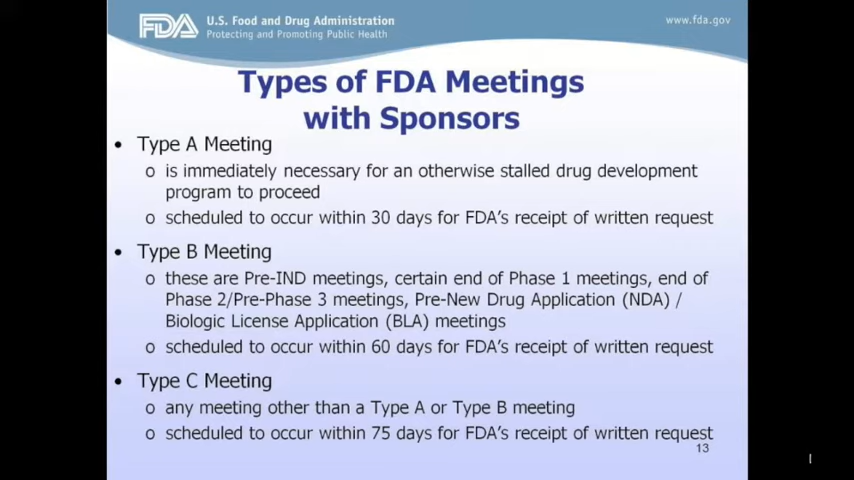 FDA U.S. Food and Drug Administration
Protecting and Promoting Public Health
www.fda.gov
Types of FDA Meetings
with Sponsors
• Type A Meeting
o is immediately necessary for an otherwise stalled drug development
program to proceed
o scheduled to occur within 30 days for FDA's receipt of written request
• Type B Meeting
o these are Pre-IND meetings, certain end of Phase 1 meetings, end of
Phase 2/Pre-Phase 3 meetings, Pre-New Drug Application (NDA) /
Biologic License Application (BLA) meetings
o scheduled to occur within 60 days for FDA's receipt of written request
• Type C Meeting
o any meeting other than a Type A or Type B meeting
o scheduled to occur within 75 days for FDA's receipt of written request
13